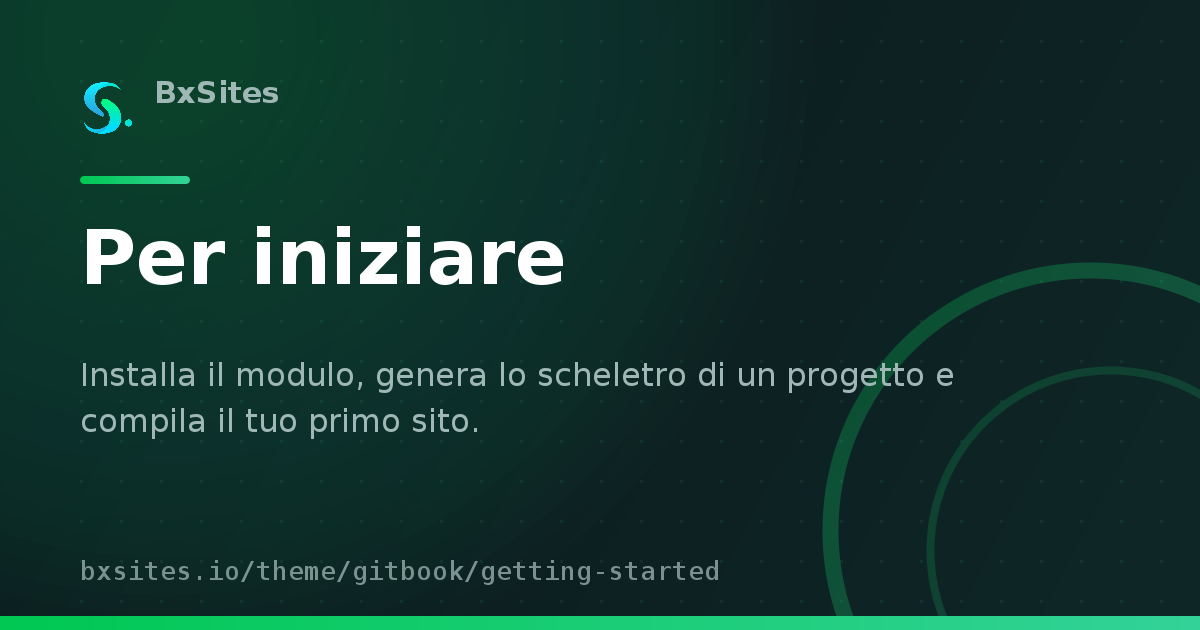 BxSites
Per iniziare
Installa il modulo, genera lo scheletro di un progetto e
compila il tuo primo sito.
bxsites.io/theme/gitbook/getting-started